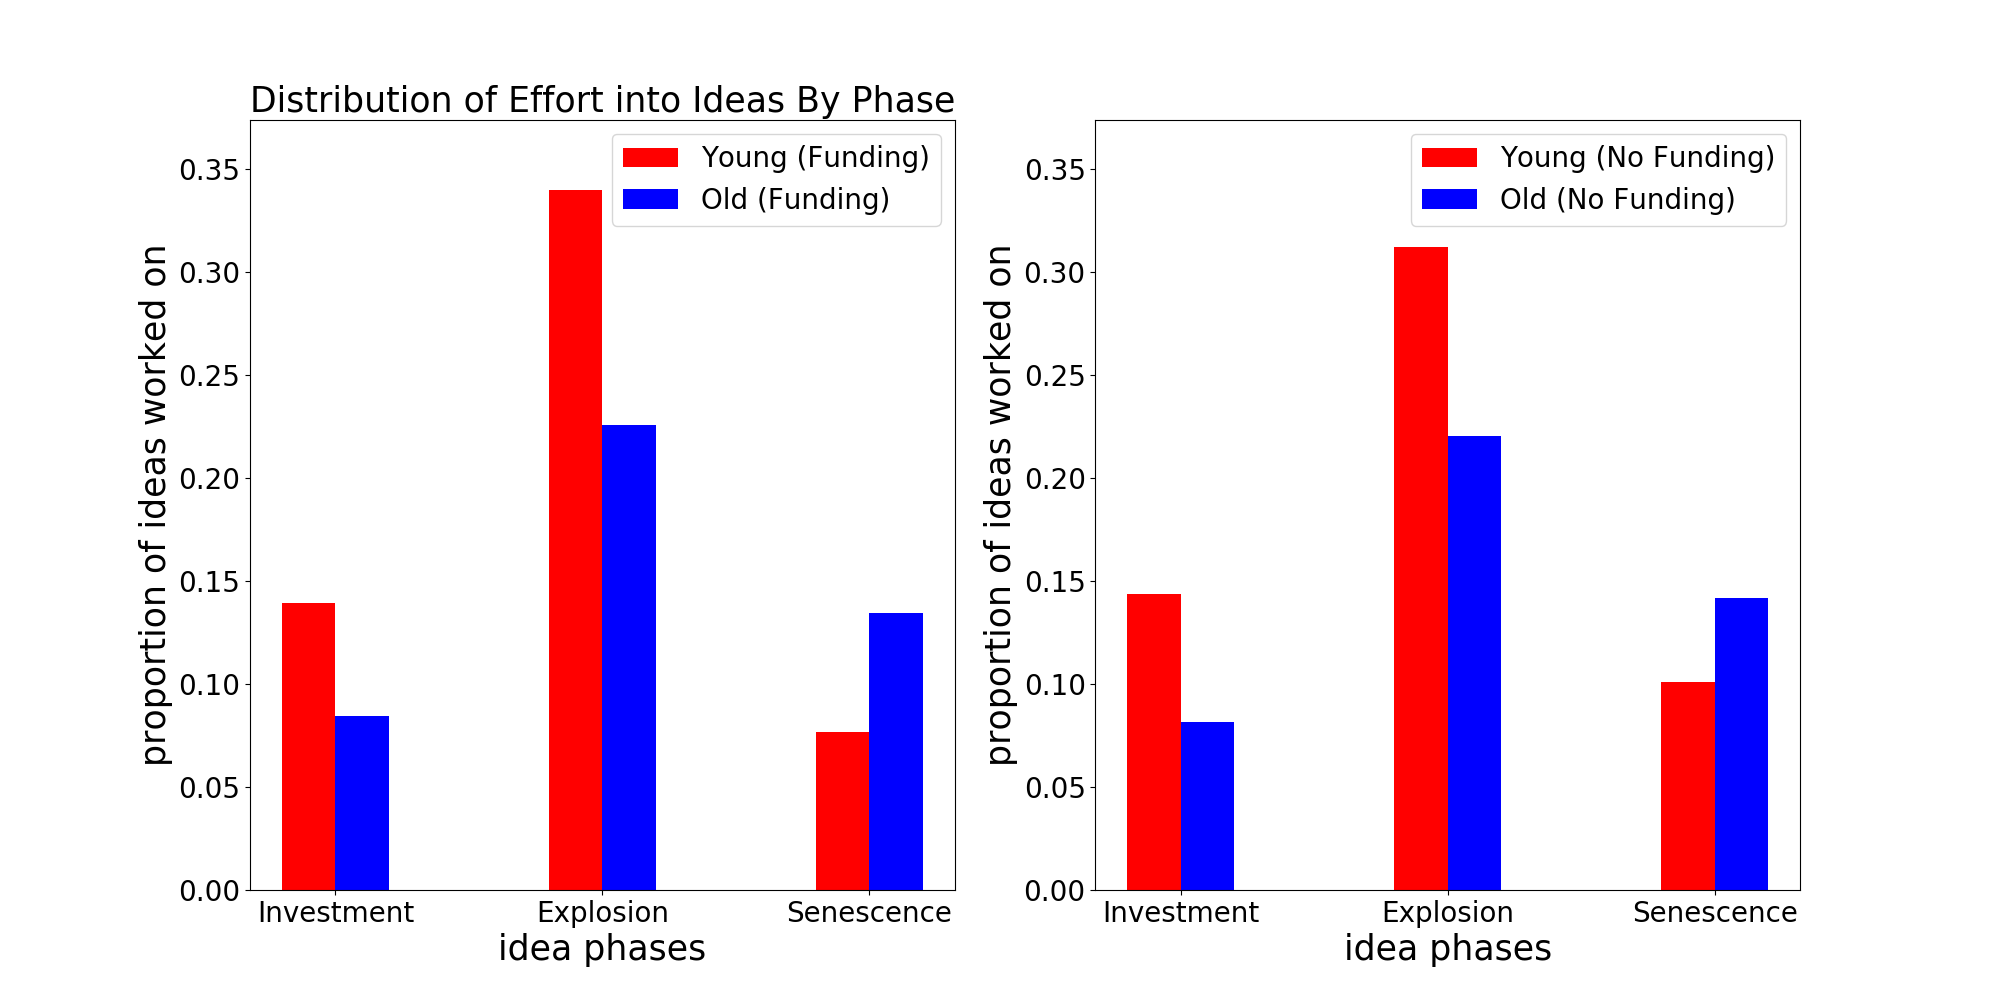 Distribution of Effort into Ideas By Phase
proportion of ideas worked on
0.35
0.30
0.25
0.20
0.15
0.10
0.05
0.00
Young (Funding)
Old (Funding)
Investment Explosion Senescence
idea phases
proportion of ideas worked on
0.35
0.30
0.25
0.20
0.15
0.10
0.05
0.00
Young (No Funding)
Old (No Funding)
Investment Explosion Senescence
idea phases